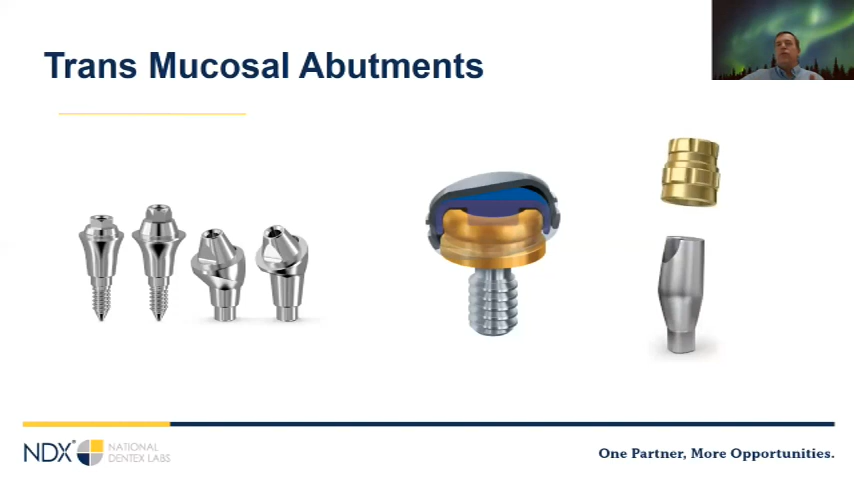 Trans Mucosal Abutments
NDX
NATIONAL
DENTEX LABS
One Partner, More Opportunities.